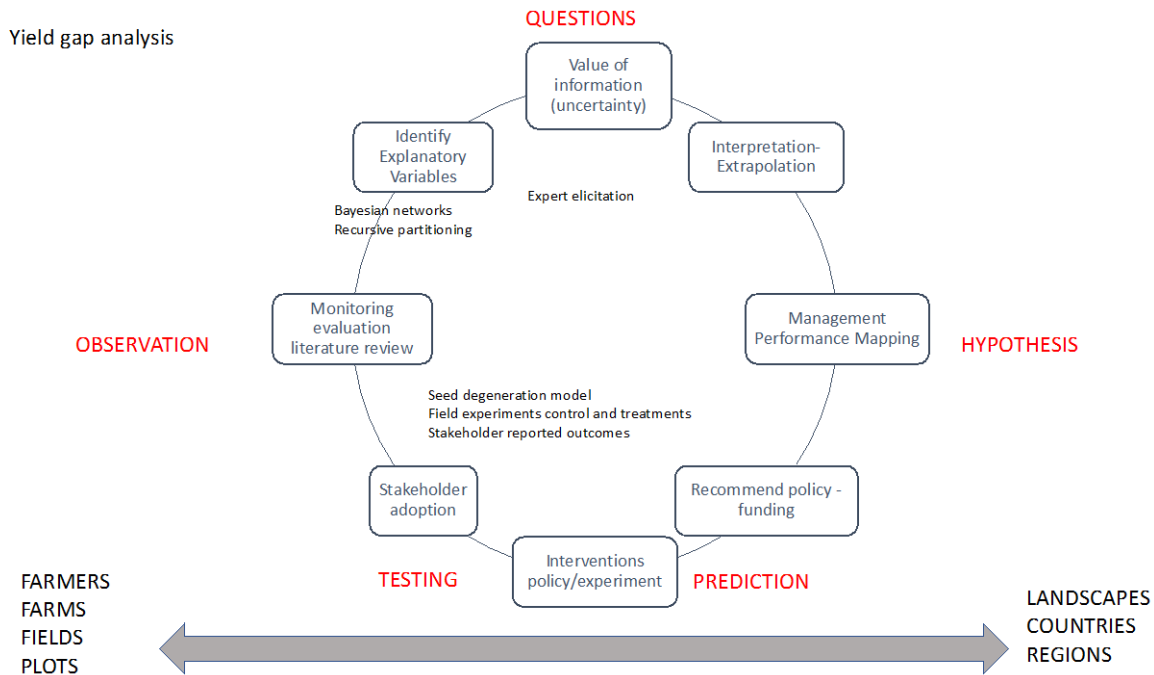 QUESTIONS
Yield gap analysis
Value of
information
(uncertainty)
Identify
Explanatory
Variables
Interpretation-
Extrapolation
Expert elicitation
Bayesian networks
Recursive partitioning
Monitoring
evaluation
literature review
Management
Performance Mapping
OBSERVATION
HYPOTHESIS
Seed degeneration model
Field experiments control and treatments
Stakeholder reported outcomes
Stakeholder
adoption
Recommend policy -
funding
Interventions
policy/experiment
TESTING
PREDICTION
FARMERS
FARMS
FIELDS
PLOTS
LANDSCAPES
COUNTRIES
REGIONS